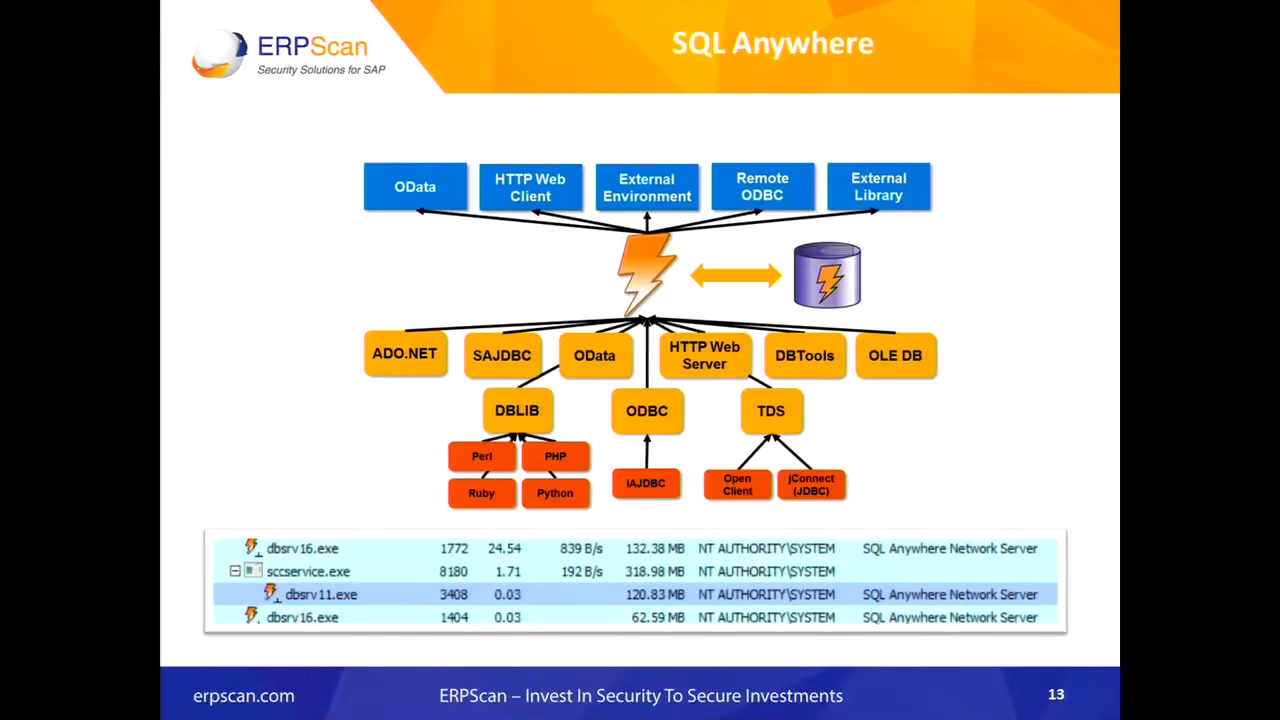 ERPScan
Security Solutions for SAP
SQL Anywhere
OData
HTTP Web
Client
External
Environment
Remote
ODBC
External
Library
ADO.NET
SAJDBC
OData
HTTP Web
Server
DBTools
OLE DB
DBLIB
ODBC
TDS
Perl
PHP
Ruby
Python
iAJDBC
Open
Client
jConnect
(JDBC)
dbsrv16.exe 1772 24.54 839 B/s 132.38 MB NT AUTHORITY\SYSTEM SQL Anywhere Network Server
sccservice.exe 8180 1.71 192 B/s 318.98 MB NT AUTHORITY\SYSTEM
dbsrv11.exe 3408 0.03 120.83 MB NT AUTHORITY\SYSTEM SQL Anywhere Network Server
dbsrv16.exe 1404 0.03 62.59 MB NT AUTHORITY\SYSTEM SQL Anywhere Network Server
erpscan.com
ERPScan – Invest In Security To Secure Investments
13